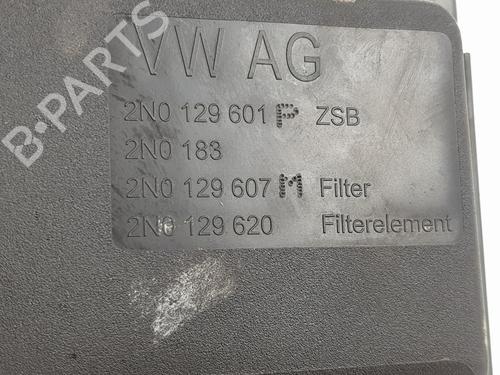 VW AG
2N0 129 601 P ZSB
2N0 183
2N0 129 607 M Filter
2N0 129 620 Filterelement
B-PARTS